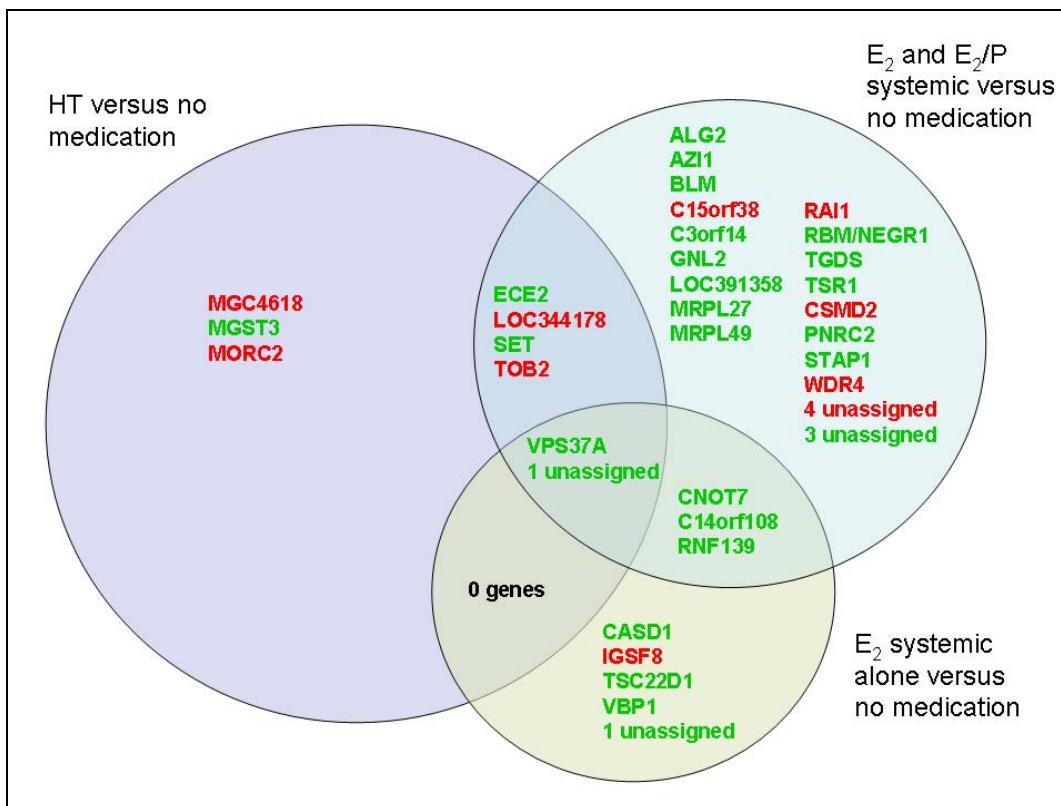 HT versus no
medication
E₂ and E₂/P
systemic versus
no medication
MGC4618
MGST3
MORC2
ECE2
LOC344178
SET
TOB2
ALG2
AZI1
BLM
C15orf38
C3orf14
GNL2
LOC391358
MRPL27
MRPL49
RAI1
RBM/NEGR1
TGDS
TSR1
CSMD2
PNRC2
STAP1
WDR4
4 unassigned
3 unassigned
VPS37A
1 unassigned
CNOT7
C14orf108
RNF139
0 genes
CASD1
IGSF8
TSC22D1
VBP1
1 unassigned
E₂ systemic
alone versus
no medication